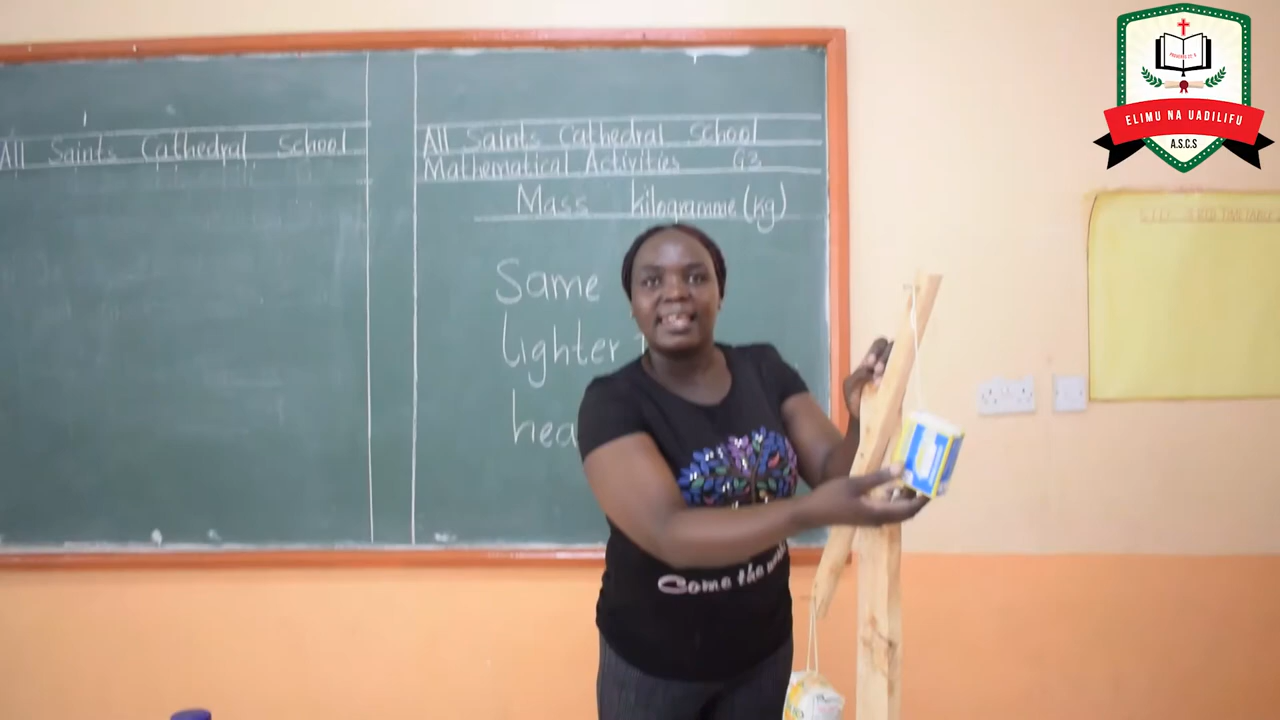 All Saints Cathedral School
All Saints Cathedral School
Mathematical Activities G3
Mass kilogramme (kg)
Same
lighter
hea
Come the
ELIMU NA UADILIFU
A.S.C.S